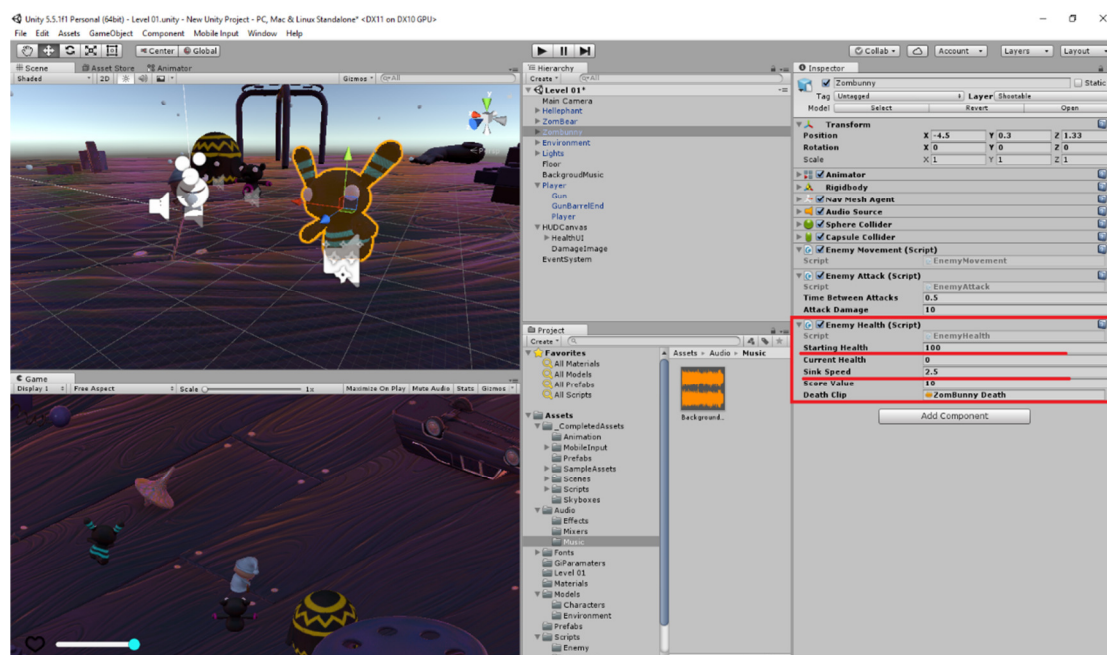 Unity 5.5.1f1 Personal (64bit) - Level 01.unity - New Unity Project - PC, Mac & Linux Standalone* <DX11 on DX10 GPU>
File Edit Assets GameObject Component Mobile Input Window Help
Center Global
Collab Account Layers Layout
Scene Asset Store Animator
Shaded 2D Gizmos All
Persp
Game
Display 1 Free Aspect Scale 1x Maximize On Play Mute Audio Stats Gizmos
Hierarchy
Create All
Level 01*
Main Camera
Hellephant
ZomBear
Zombunny
Environment
Lights
Floor
BackgroudMusic
Player
Gun
GunBarrelEnd
Player
HUDCanvas
HealthUI
DamageImage
EventSystem
Project
Create
Favorites
All Materials
All Models
All Prefabs
All Scripts
Assets
_CompletedAssets
Animation
MobileInput
Prefabs
SampleAssets
Scenes
Scripts
Skyboxes
Audio
Effects
Mixers
Music
Fonts
GiParamaters
Level 01
Materials
Models
Characters
Environment
Prefabs
Scripts
Enemy
Assets Audio Music
Background..
Inspector
Zombunny Static
Tag Untagged Layer Shootable
Model Select Revert Open
Transform
Position X -4.5 Y 0.3 Z 1.33
Rotation X 0 Y 0 Z 0
Scale X 1 Y 1 Z 1
Animator
Rigidbody
Nav Mesh Agent
Audio Source
Sphere Collider
Capsule Collider
Enemy Movement (Script)
Script EnemyMovement
Enemy Attack (Script)
Script EnemyAttack
Time Between Attacks 0.5
Attack Damage 10
Enemy Health (Script)
Script EnemyHealth
Starting Health 100
Current Health 0
Sink Speed 2.5
Score Value 10
Death Clip ZomBunny Death
Add Component